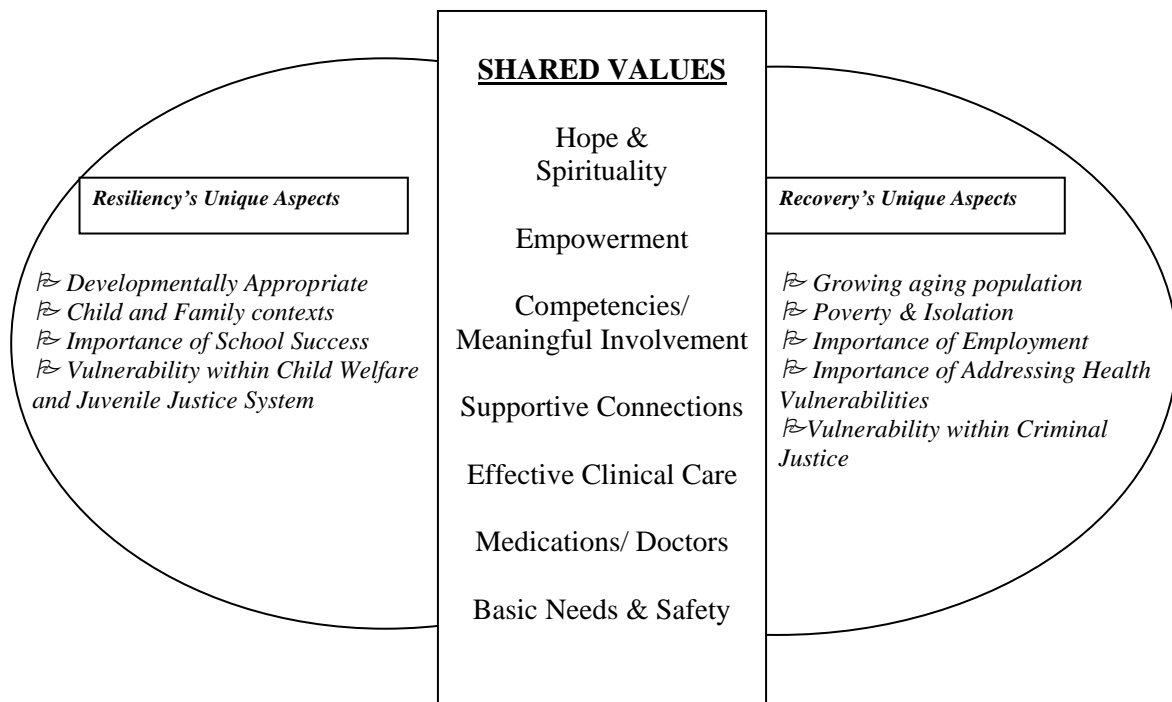 SHARED VALUES
Hope &
Spirituality
Empowerment
Competencies/
Meaningful Involvement
Supportive Connections
Effective Clinical Care
Medications/ Doctors
Basic Needs & Safety
Resiliency’s Unique Aspects
Developmentally Appropriate
Child and Family contexts
Importance of School Success
Vulnerability within Child Welfare
and Juvenile Justice System
Recovery’s Unique Aspects
Growing aging population
Poverty & Isolation
Importance of Employment
Importance of Addressing Health
Vulnerabilities
Vulnerability within Criminal
Justice